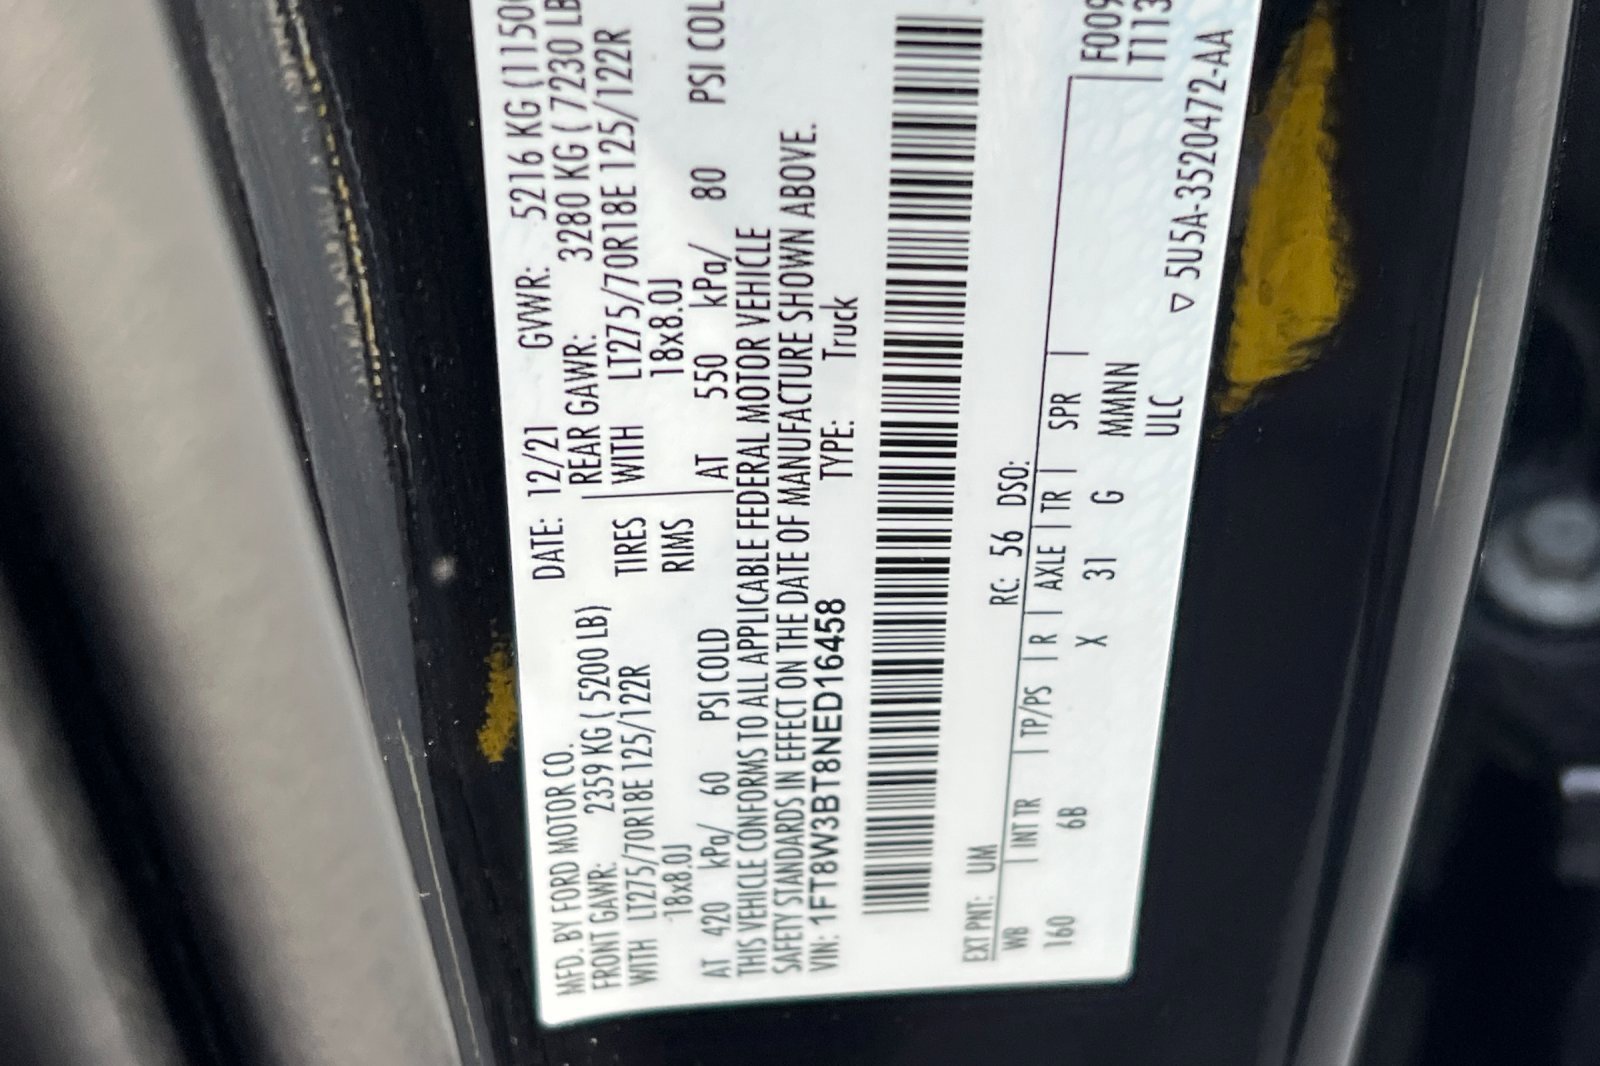 MFD. BY FORD MOTOR CO.
DATE: 12/21 GVWR: 5216 KG (1150
FRONT GAWR: 2359 KG ( 5200 LB)
REAR GAWR: 3280 KG ( 7230 LB
WITH LT275/70R18E 125/122R TIRES WITH LT275/70R18E 125/122R
18x8.0J RIMS 18x8.0J
AT 420 kPa/ 60 PSI COLD AT 550 kPa/ 80 PSI COL
THIS VEHICLE CONFORMS TO ALL APPLICABLE FEDERAL MOTOR VEHICLE
SAFETY STANDARDS IN EFFECT ON THE DATE OF MANUFACTURE SHOWN ABOVE.
VIN: 1FT8W3BT8NED16458 TYPE: Truck
EXT PNT: UM RC: 56 DSO:
WB | INT TR | TP/PS | R | AXLE | TR | SPR | F009
160 6B X 31 G MMNN T113
ULC
▽ 5U5A-3520472-AA